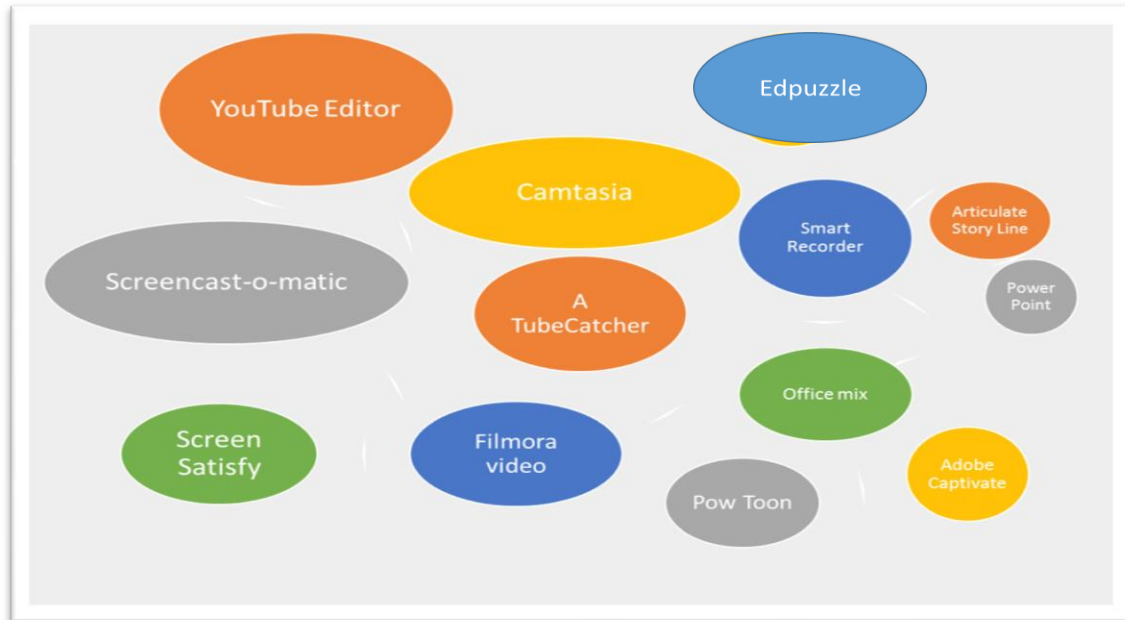 YouTube Editor
Edpuzzle
Camtasia
Smart
Recorder
Articulate
Story Line
Screencast-o-matic
A
TubeCatcher
Power
Point
Office mix
Screen
Satisfy
Filmora
video
Adobe
Captivate
Pow Toon